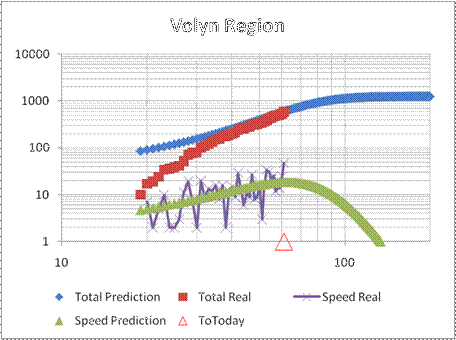 Volyn Region
10000
1000
100
10
1
10 100
Total Prediction Total Real Speed Real
Speed Prediction ToToday